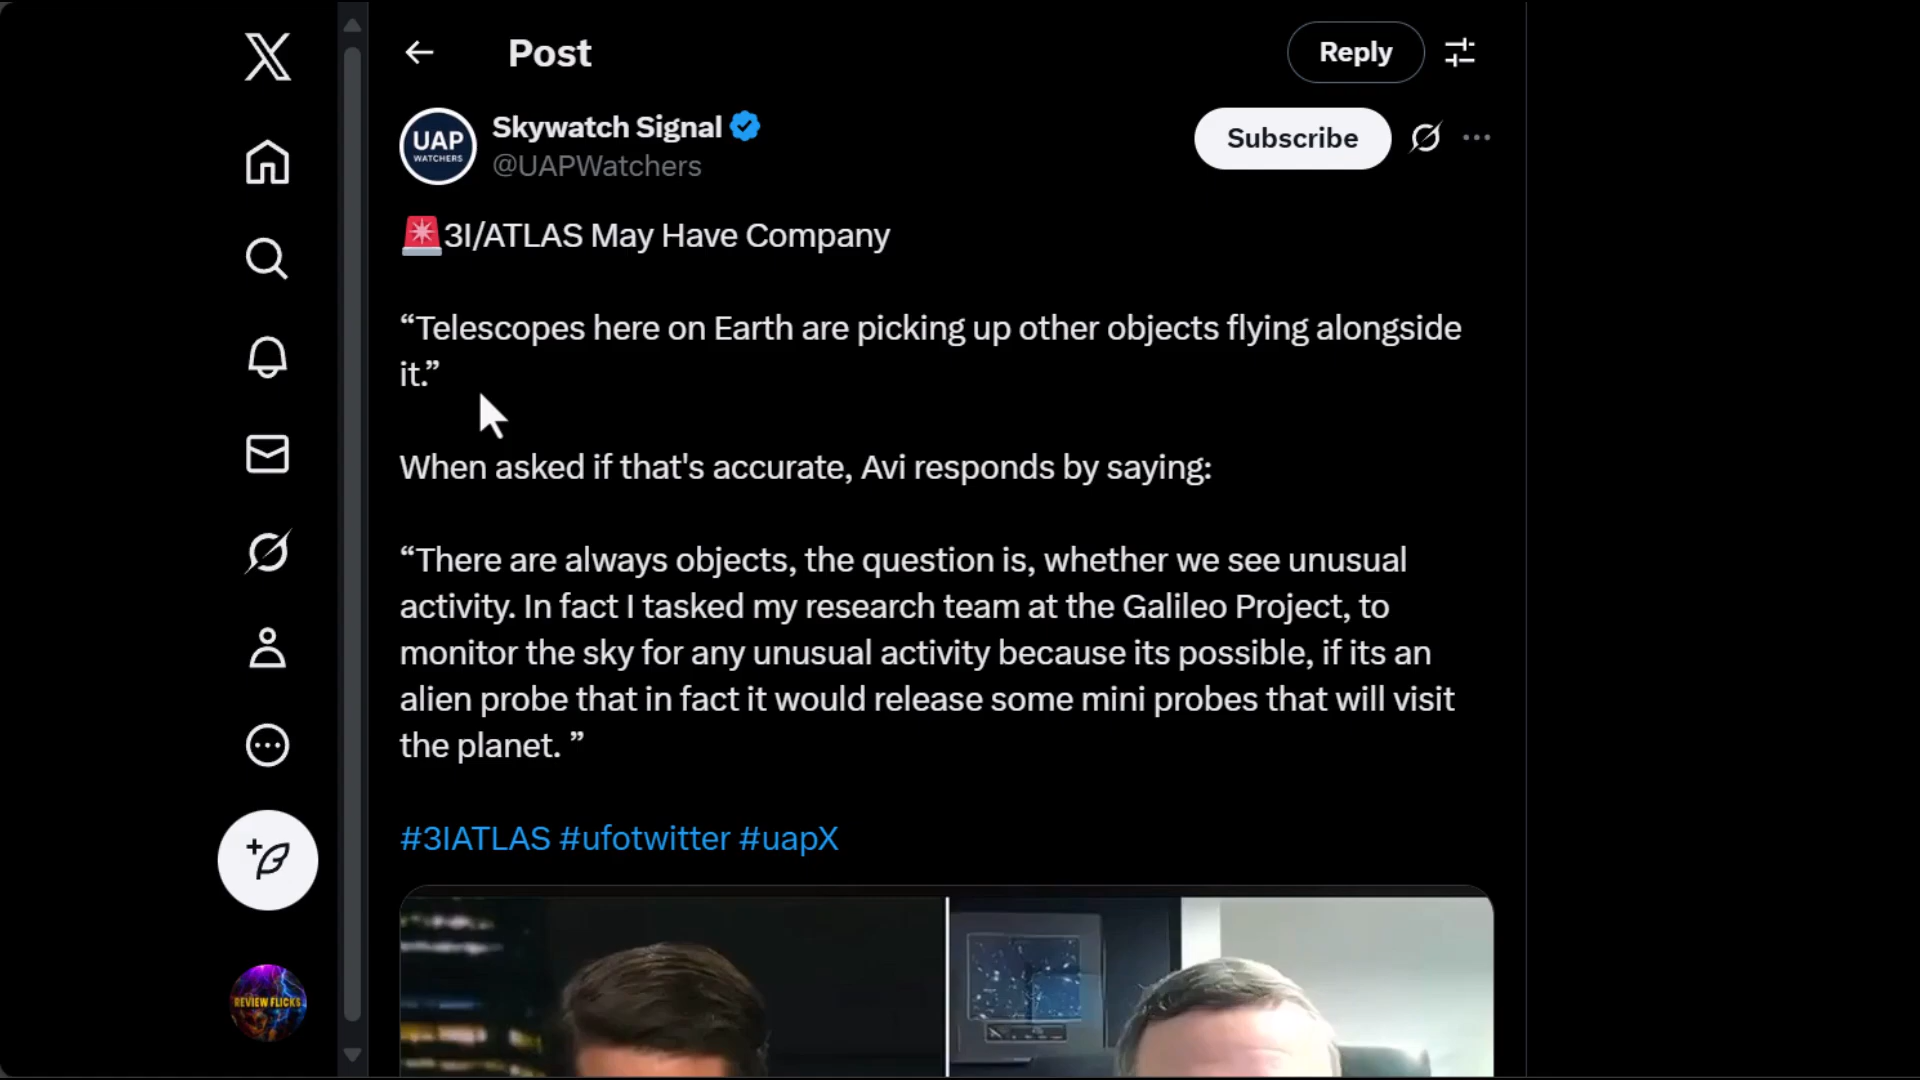 Post
Reply
UAP
WATCHERS
Skywatch Signal
@UAPWatchers
Subscribe
🚨3I/ATLAS May Have Company
“Telescopes here on Earth are picking up other objects flying alongside
it.”
When asked if that's accurate, Avi responds by saying:
“There are always objects, the question is, whether we see unusual
activity. In fact I tasked my research team at the Galileo Project, to
monitor the sky for any unusual activity because its possible, if its an
alien probe that in fact it would release some mini probes that will visit
the planet. ”
#3IATLAS #ufotwitter #uapX
REVIEW FLICKS